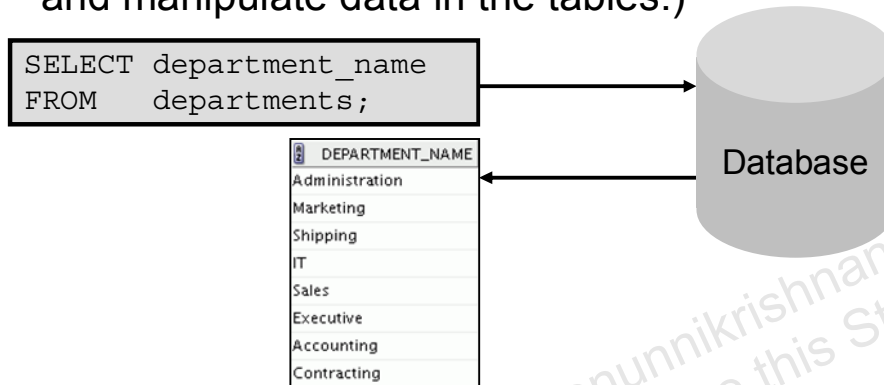 and manipulate data in the tables.)
SELECT department_name
FROM departments;
Database
DEPARTMENT_NAME
Administration
Marketing
Shipping
IT
Sales
Executive
Accounting
Contracting
this